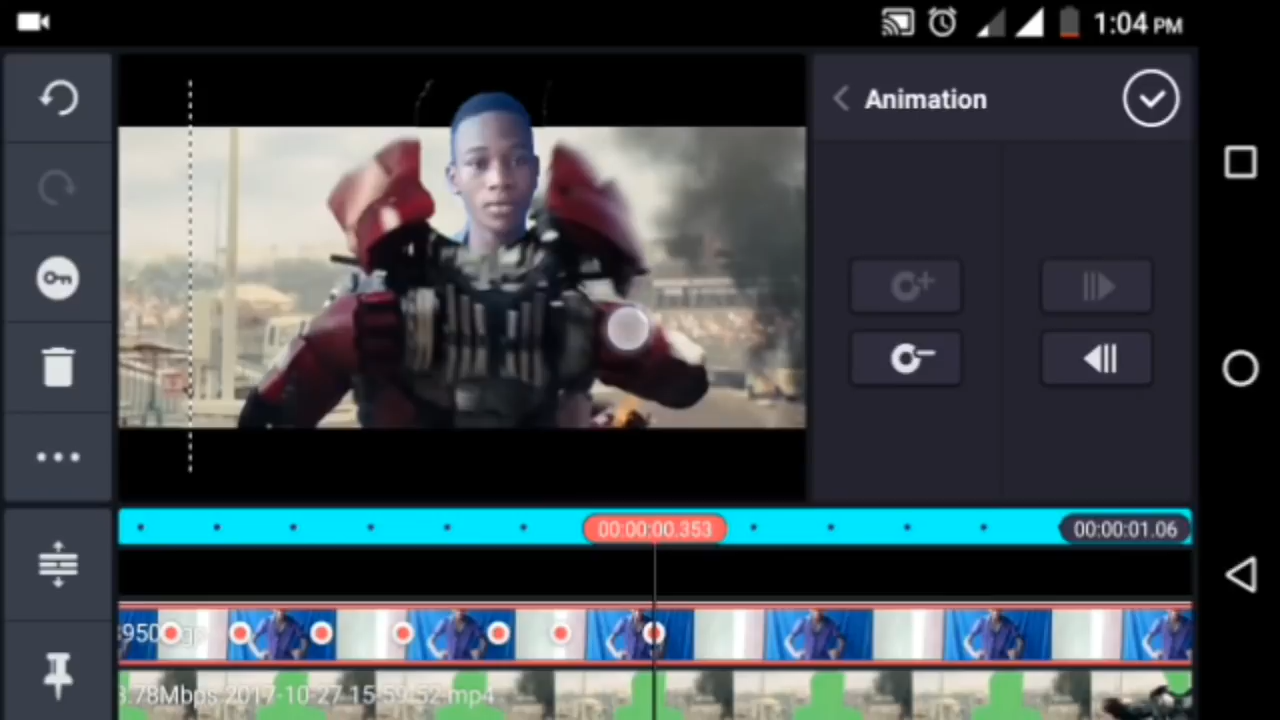 1:04 PM
Animation
00:00:00.353
00:00:01.06
3.78Mbps 2017-10-27 15-59-52-mp4